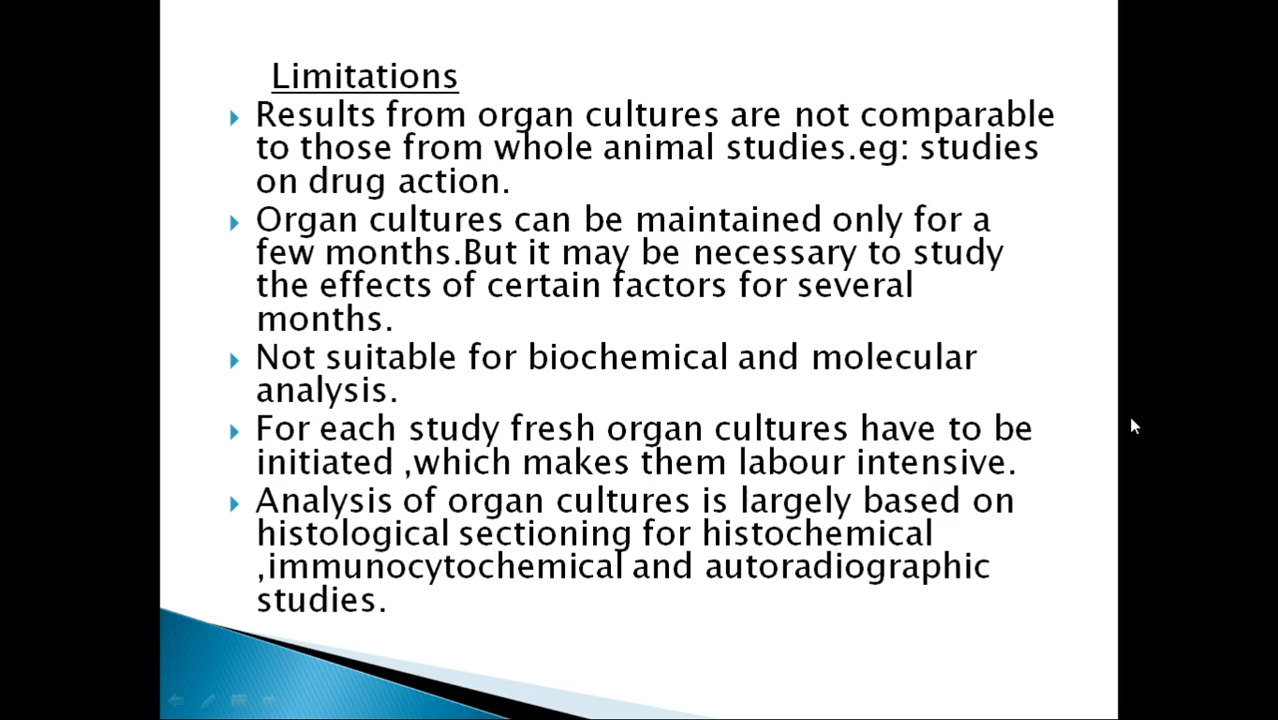 Limitations
Results from organ cultures are not comparable
to those from whole animal studies.eg: studies
on drug action.
Organ cultures can be maintained only for a
few months.But it may be necessary to study
the effects of certain factors for several
months.
Not suitable for biochemical and molecular
analysis.
For each study fresh organ cultures have to be
initiated ,which makes them labour intensive.
Analysis of organ cultures is largely based on
histological sectioning for histochemical
,immunocytochemical and autoradiographic
studies.